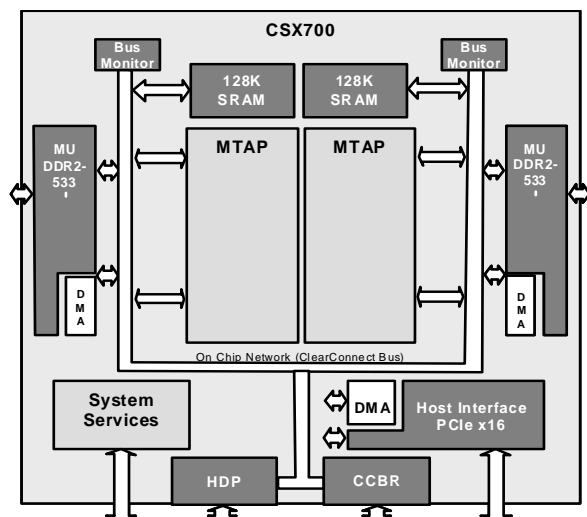 CSX700
Bus
Monitor
Bus
Monitor
128K
SRAM
128K
SRAM
MTAP
MTAP
MU
DDR2-
533
MU
DDR2-
533
D
M
A
D
M
A
On Chip Network (ClearConnect Bus)
System
Services
DMA
Host Interface
PCIe x16
HDP
CCBR